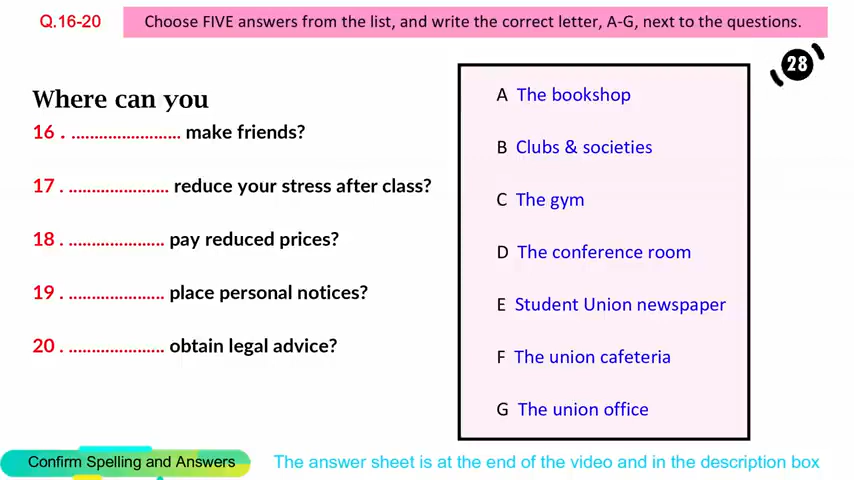 Q.16-20
Choose FIVE answers from the list, and write the correct letter, A-G, next to the questions.
28
Where can you
16 . ........................ make friends?
17 . ...................... reduce your stress after class?
18 . ..................... pay reduced prices?
19 . ..................... place personal notices?
20 . ..................... obtain legal advice?
A The bookshop
B Clubs & societies
C The gym
D The conference room
E Student Union newspaper
F The union cafeteria
G The union office
Confirm Spelling and Answers
The answer sheet is at the end of the video and in the description box